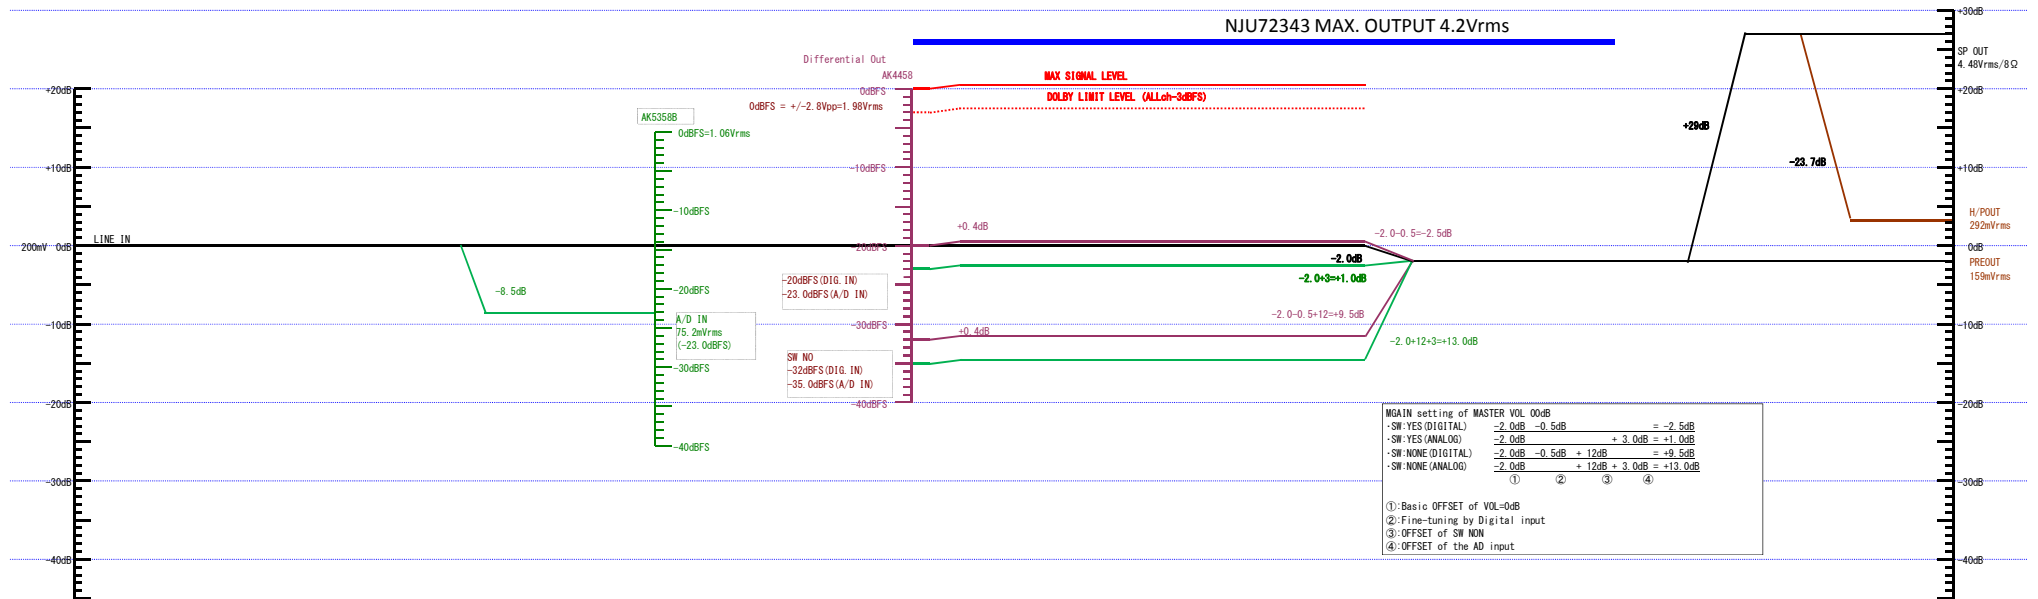 NJU72343 MAX. OUTPUT 4.2Vrms
+30dB
SP OUT
4.48Vrms/8Ω
Differential Out
AK4458
0dBFS
0dBFS = +/-2.8Vpp=1.98Vrms
MAX SIGNAL LEVEL
DOLBY LIMIT LEVEL (ALLch-3dBFS)
+20dB
+20dB
AK5358B
0dBFS=1.06Vrms
+29dB
-23.7dB
+10dB
-10dBFS
+10dB
-10dBFS
H/POUT
292mVrms
+0.4dB
-2.0-0.5=-2.5dB
200mV 0dB
LINE IN
-20dBFS
0dB
-2.0dB
PREOUT
159mVrms
-2.0+3=+1.0dB
-20dBFS(DIG.IN)
-23.0dBFS(A/D IN)
-8.5dB
-20dBFS
-2.0-0.5+12=+9.5dB
-10dB
A/D IN
75.2mVrms
(-23.0dBFS)
-30dBFS
+0.4dB
-10dB
-2.0+12+3=+13.0dB
SW NO
-32dBFS(DIG.IN)
-35.0dBFS(A/D IN)
-30dBFS
-20dB
-40dBFS
-20dB
-40dBFS
MGAIN setting of MASTER VOL 00dB
・SW:YES(DIGITAL) -2.0dB -0.5dB = -2.5dB
・SW:YES(ANALOG) -2.0dB + 3.0dB = +1.0dB
・SW:NONE(DIGITAL) -2.0dB -0.5dB + 12dB = +9.5dB
・SW:NONE(ANALOG) -2.0dB + 12dB + 3.0dB = +13.0dB
① ② ③ ④
①:Basic OFFSET of VOL=0dB
②:Fine-tuning by Digital input
③:OFFSET of SW NON
④:OFFSET of the AD input
-30dB
-30dB
-40dB
-40dB